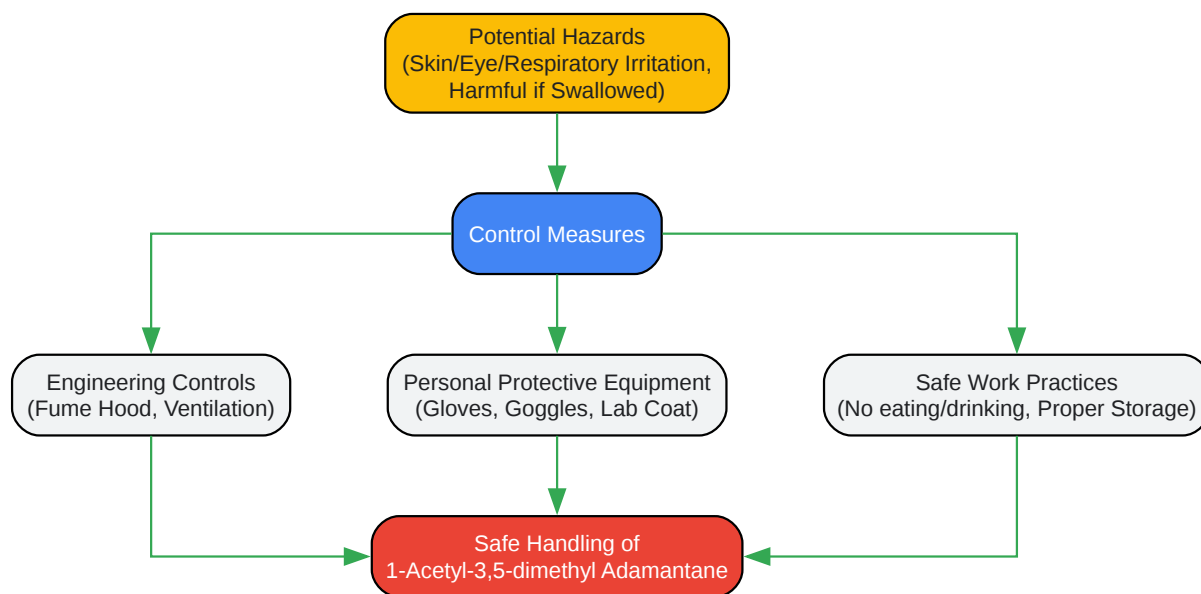 Potential Hazards
(Skin/Eye/Respiratory Irritation,
Harmful if Swallowed)
Control Measures
Engineering Controls
(Fume Hood, Ventilation)
Personal Protective Equipment
(Gloves, Goggles, Lab Coat)
Safe Work Practices
(No eating/drinking, Proper Storage)
Safe Handling of
1-Acetyl-3,5-dimethyl Adamantane